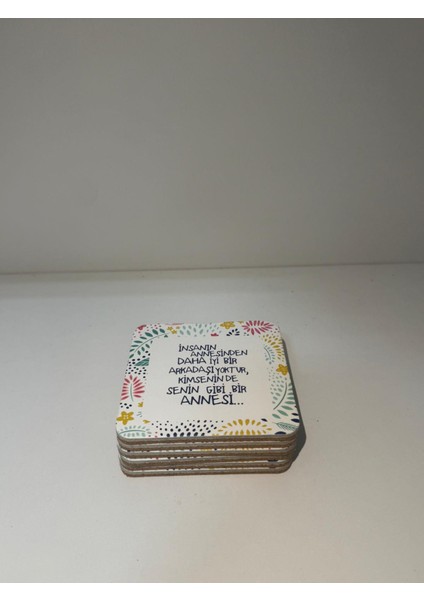 İNSANIN
ANNESİNDEN
DAHA İYİ BİR
ARKADAŞI YOKTUR,
KİMSENİN DE
SENİN GİBİ BİR
ANNESİ...